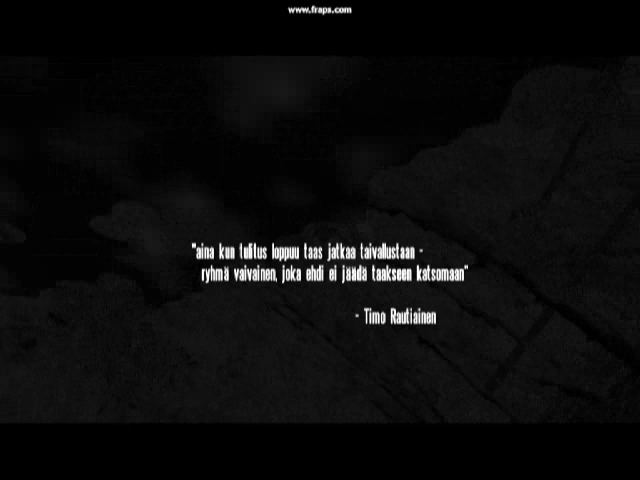 www.fraps.com
"aina kun tulitus loppuu taas jatkaa taivallustaan -
ryhmä vaivainen, joka ehdi ei jäädä taakseen katsomaan"
- Timo Rautiainen